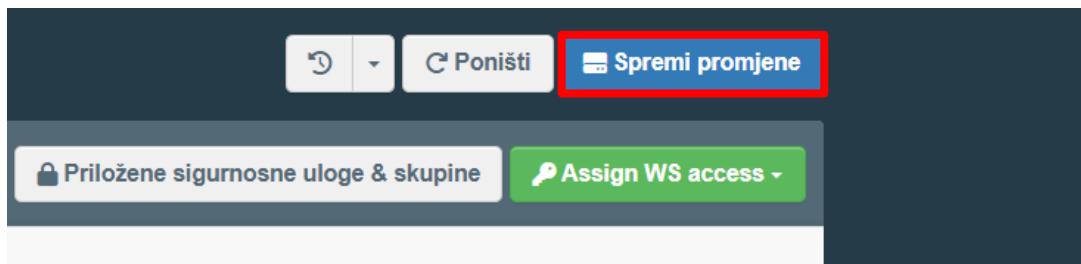 Poništi Spremi promjene
Priložene sigurnosne uloge & skupine Assign WS access